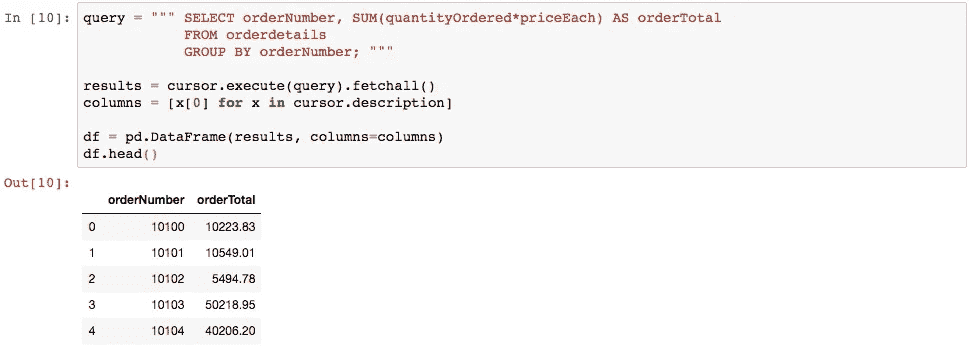 In [10]: query = """ SELECT orderNumber, SUM(quantityOrdered*priceEach) AS orderTotal
FROM orderdetails
GROUP BY orderNumber; """
results = cursor.execute(query).fetchall()
columns = [x[0] for x in cursor.description]
df = pd.DataFrame(results, columns=columns)
df.head()
Out[10]:
orderNumber orderTotal
0 10100 10223.83
1 10101 10549.01
2 10102 5494.78
3 10103 50218.95
4 10104 40206.20